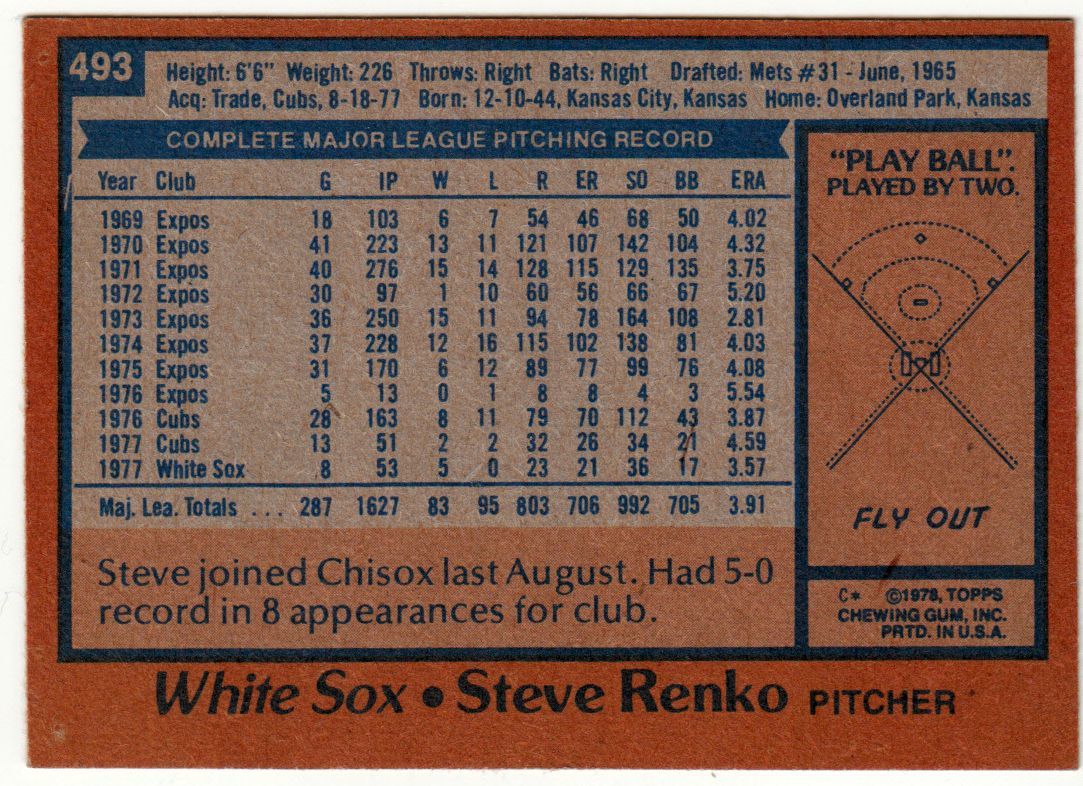 493
Height: 6'6" Weight: 226 Throws: Right Bats: Right Drafted: Mets #31 - June, 1965
Acq: Trade, Cubs, 8-18-77 Born: 12-10-44, Kansas City, Kansas Home: Overland Park, Kansas
COMPLETE MAJOR LEAGUE PITCHING RECORD
Year Club G IP W L R ER SO BB ERA
1969 Expos 18 103 6 7 54 46 68 50 4.02
1970 Expos 41 223 13 11 121 107 142 104 4.32
1971 Expos 40 276 15 14 128 115 129 135 3.75
1972 Expos 30 97 1 10 60 56 66 67 5.20
1973 Expos 36 250 15 11 94 78 164 108 2.81
1974 Expos 37 228 12 16 115 102 138 81 4.03
1975 Expos 31 170 6 12 89 77 99 76 4.08
1976 Expos 5 13 0 1 8 8 4 3 5.54
1976 Cubs 28 163 8 11 79 70 112 43 3.87
1977 Cubs 13 51 2 2 32 26 34 21 4.59
1977 White Sox 8 53 5 0 23 21 36 17 3.57
Maj. Lea. Totals . . . 287 1627 83 95 803 706 992 705 3.91
Steve joined Chisox last August. Had 5-0
record in 8 appearances for club.
"PLAY BALL".
PLAYED BY TWO.
FLY OUT
C* ©1978, TOPPS
CHEWING GUM, INC.
PRTD. IN U.S.A.
White Sox • Steve Renko PITCHER